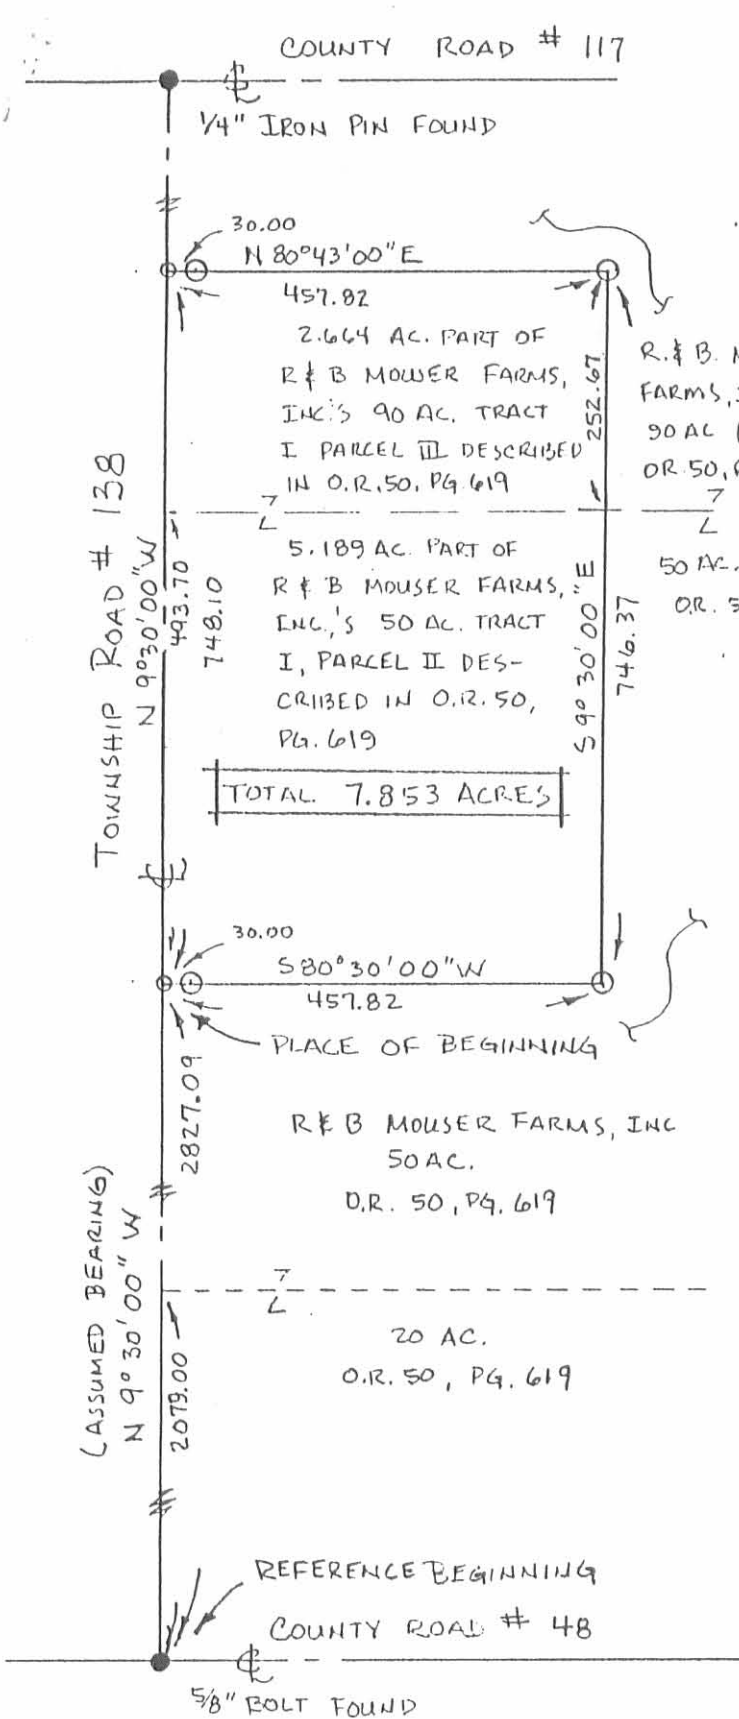 COUNTY ROAD # 117
1/4" IRON PIN FOUND
30.00
N 80°43'00" E
457.82
2.664 AC. PART OF
R & B MOUSER FARMS,
INC.'S 90 AC. TRACT
I PARCEL III DESCRIBED
IN O.R. 50, PG 619
252.67
R. & B.
FARMS,
90 AC
OR. 50,
TOWNSHIP ROAD # 138
N 9°30'00" W
493.70
748.10
5.189 AC. PART OF
R & B MOUSER FARMS,
INC.,'S 50 AC. TRACT
I, PARCEL II DES-
CRIBED IN O.R. 50,
PG. 619
TOTAL 7.853 ACRES
S 9° 30' 00" E
746.37
50 AC.
O.R.
30.00
S 80° 30' 00" W
457.82
PLACE OF BEGINNING
2827.09
R & B MOUSER FARMS, INC
50 AC.
O.R. 50, PG. 619
(ASSUMED BEARING)
N 9° 30' 00" W
2079.00
20 AC.
O.R. 50, PG. 619
REFERENCE BEGINNING
COUNTY ROAD # 48
5/8" BOLT FOUND